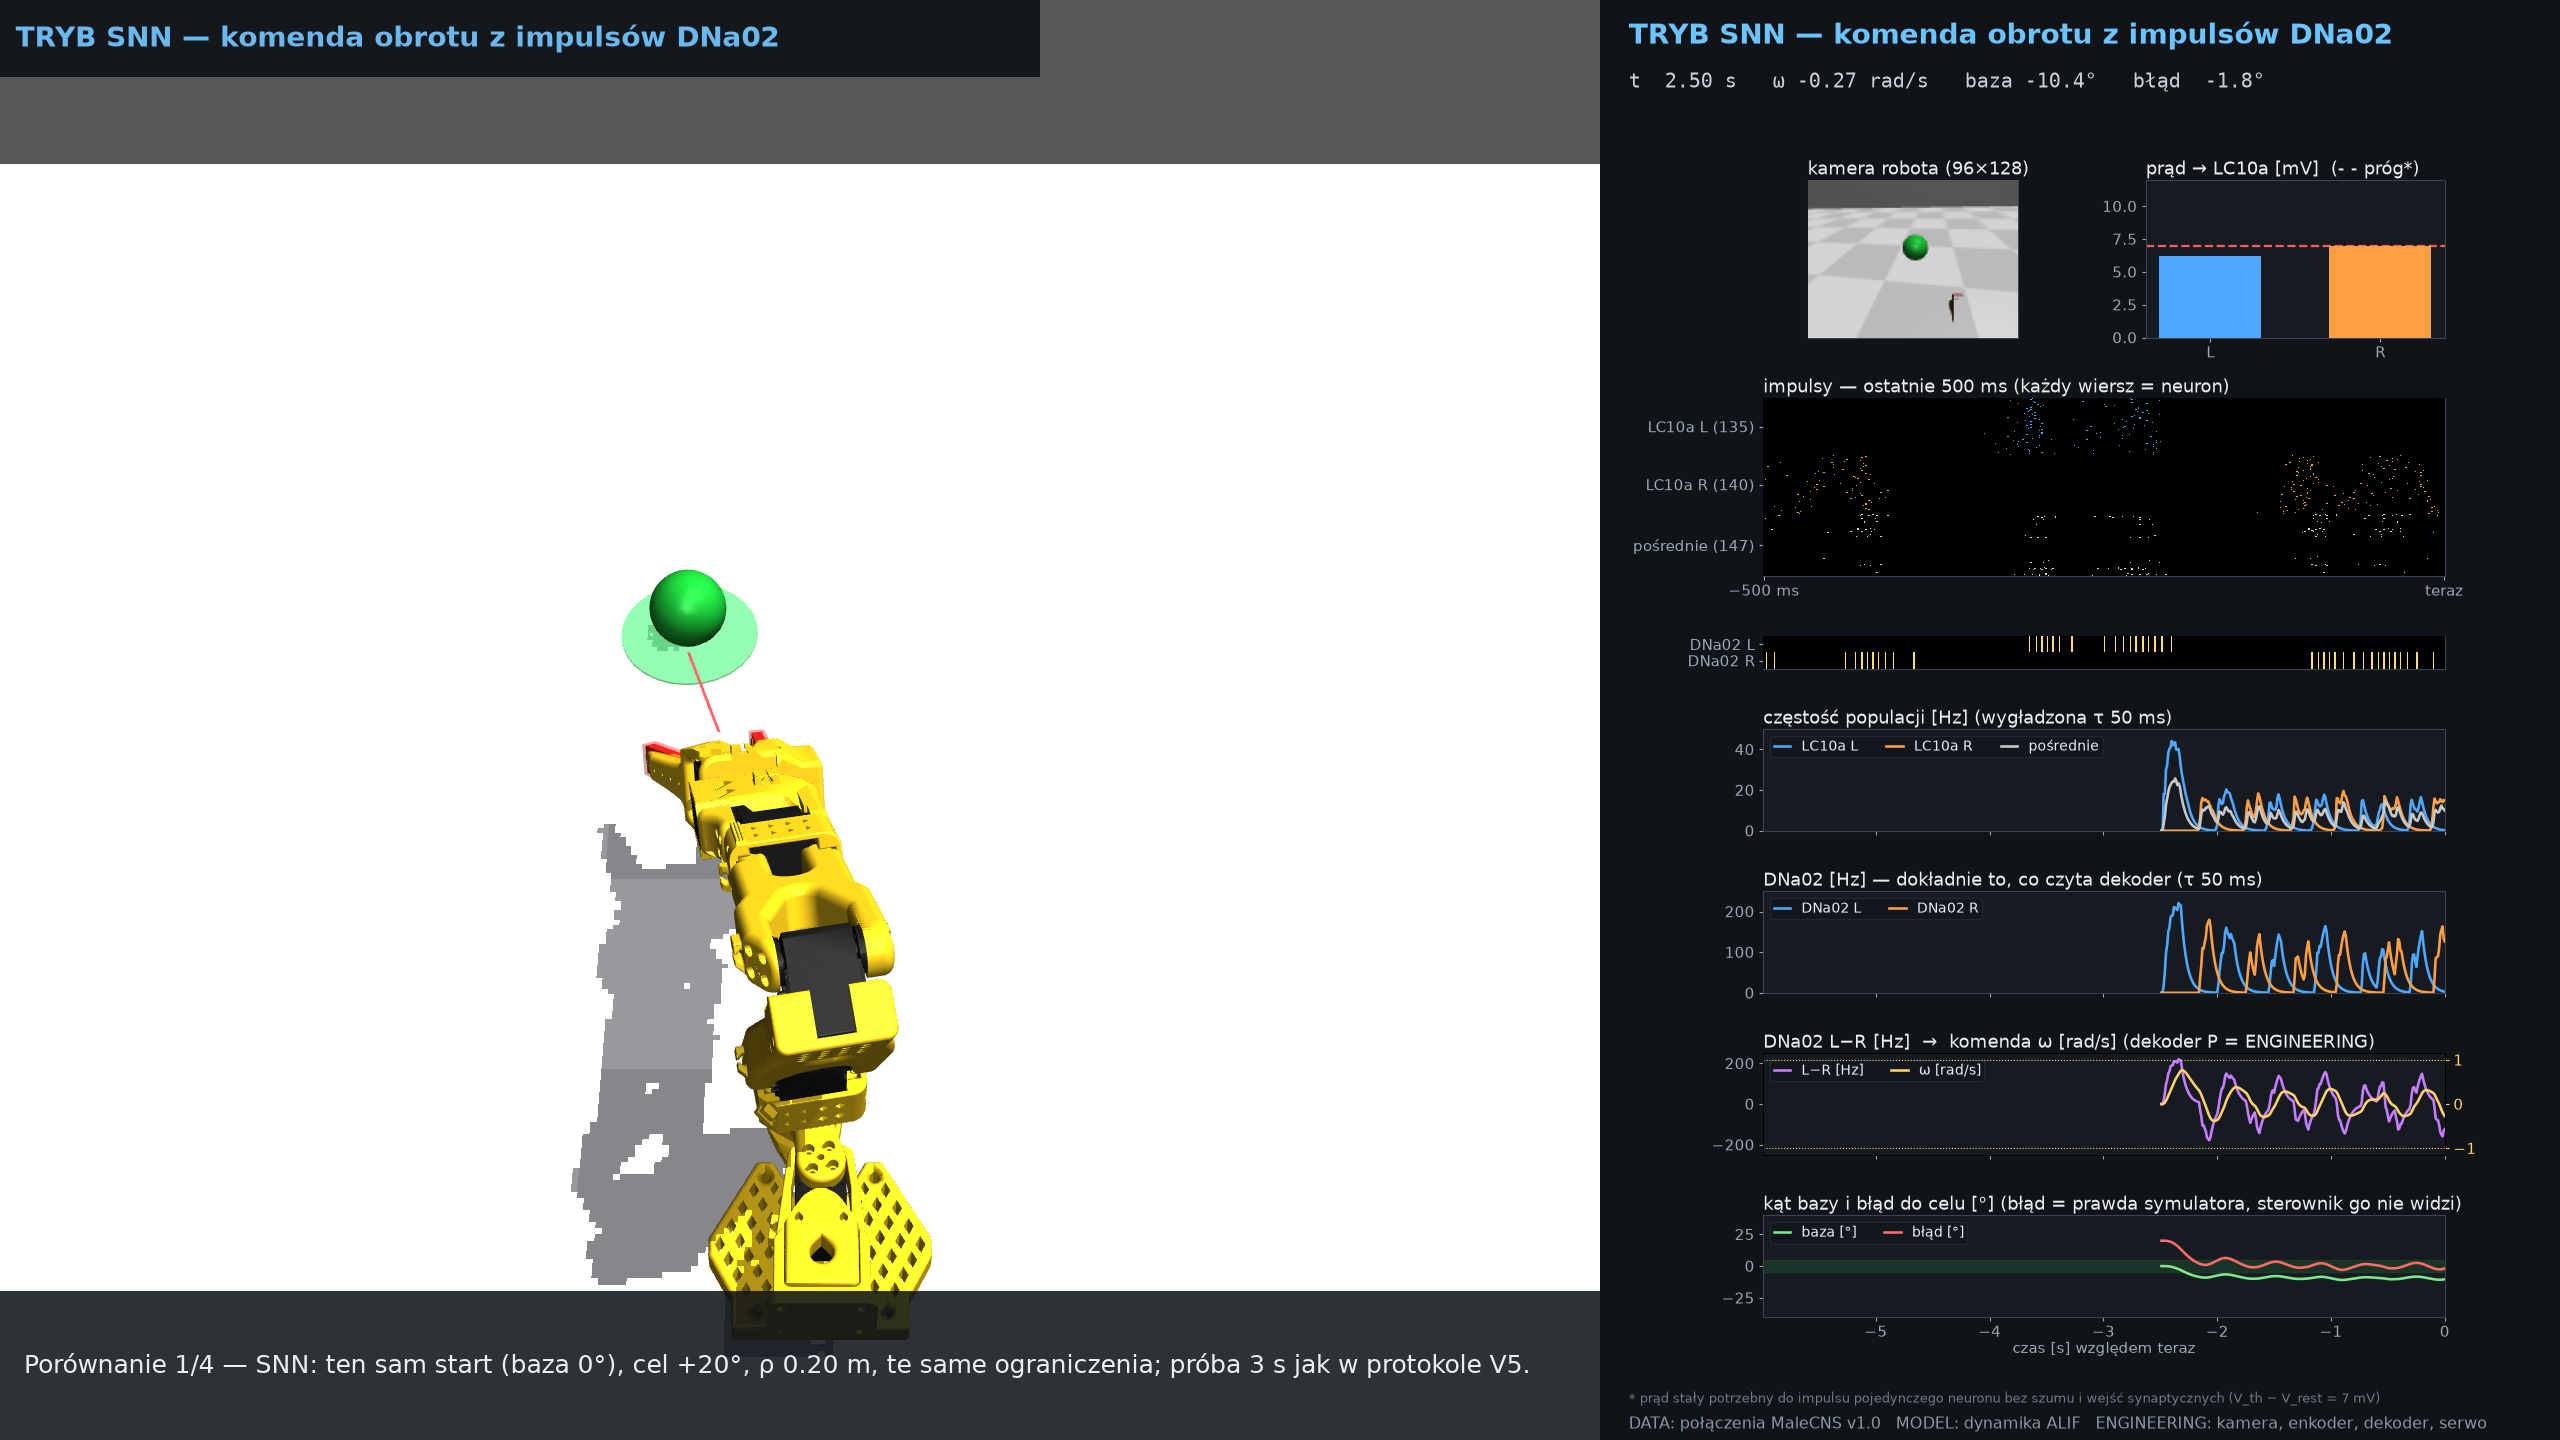 TRYB SNN — komenda obrotu z impulsów DNa02
Porównanie 1/4 — SNN: ten sam start (baza 0°), cel +20°, ρ 0.20 m, te same ograniczenia; próba 3 s jak w protokole V5.
TRYB SNN — komenda obrotu z impulsów DNa02
t 2.50 s ω -0.27 rad/s baza -10.4° błąd -1.8°
kamera robota (96×128)
prąd → LC10a [mV] (- - próg*)
10.0
7.5
5.0
2.5
0.0
L R
impulsy — ostatnie 500 ms (każdy wiersz = neuron)
LC10a L (135)
LC10a R (140)
pośrednie (147)
−500 ms teraz
DNa02 L
DNa02 R
częstość populacji [Hz] (wygładzona τ 50 ms)
LC10a L LC10a R pośrednie
40
20
0
DNa02 [Hz] — dokładnie to, co czyta dekoder (τ 50 ms)
DNa02 L DNa02 R
200
100
0
DNa02 L−R [Hz] → komenda ω [rad/s] (dekoder P = ENGINEERING)
L−R [Hz] ω [rad/s]
200 1
0 0
−200 −1
kąt bazy i błąd do celu [°] (błąd = prawda symulatora, sterownik go nie widzi)
baza [°] błąd [°]
25
0
−25
−5 −4 −3 −2 −1 0
czas [s] względem teraz
* prąd stały potrzebny do impulsu pojedynczego neuronu bez szumu i wejść synaptycznych (V_th − V_rest = 7 mV)
DATA: połączenia MaleCNS v1.0 MODEL: dynamika ALIF ENGINEERING: kamera, enkoder, dekoder, serwo